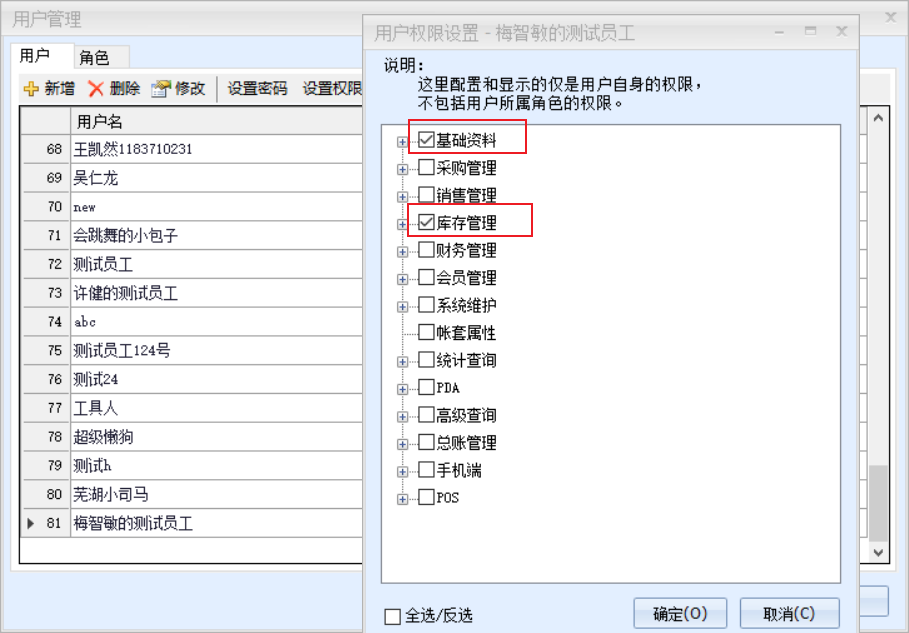 用户管理
用户 角色
新增 删除 修改 设置密码 设置权限
用户名
68 王凯然1183710231
69 吴仁龙
70 new
71 会跳舞的小包子
72 测试员工
73 许健的测试员工
74 abc
75 测试员工124号
76 测试24
77 工具人
78 超级懒狗
79 测试h
80 芜湖小司马
81 梅智敏的测试员工
用户权限设置 - 梅智敏的测试员工
说明：
这里配置和显示的仅是用户自身的权限，
不包括用户所属角色的权限。
基础资料
采购管理
销售管理
库存管理
财务管理
会员管理
系统维护
帐套属性
统计查询
PDA
高级查询
总账管理
手机端
POS
全选/反选
确定(O) 取消(C)